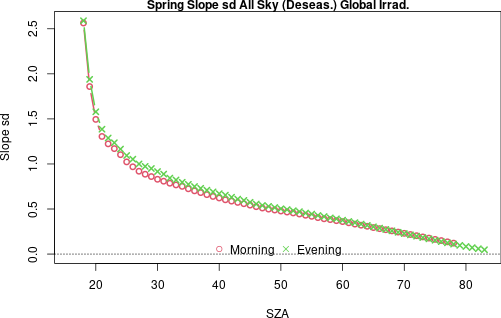 Spring Slope sd All Sky (Deseas.) Global Irrad.
Slope sd
2.5
2.0
1.5
1.0
0.5
0.0
Morning Evening
20 30 40 50 60 70 80
SZA